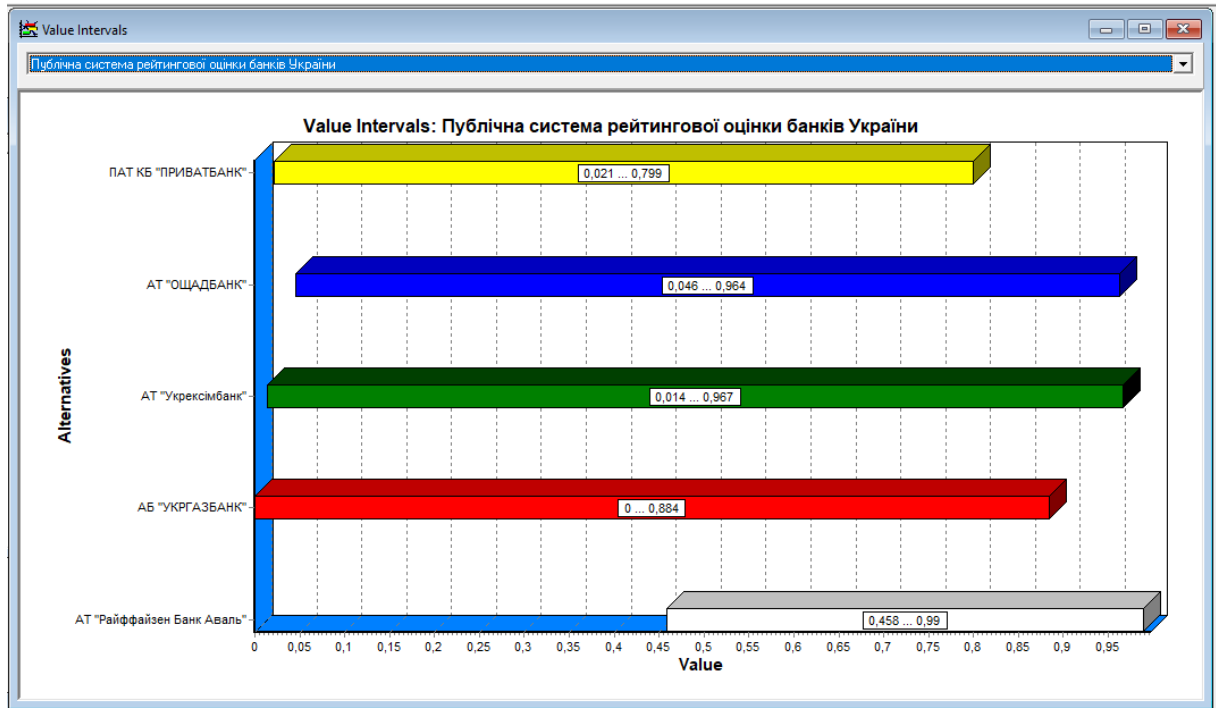 Value Intervals
Публічна система рейтингової оцінки банків України
Value Intervals: Публічна система рейтингової оцінки банків України
Alternatives
ПАТ КБ "ПРИВАТБАНК"
0,021 ... 0,799
АТ "ОЩАДБАНК"
0,046 ... 0,964
АТ "Укрексімбанк"
0,014 ... 0,967
АБ "УКРГАЗБАНК"
0 ... 0,884
АТ "Райффайзен Банк Аваль"
0,458 ... 0,99
0 0,05 0,1 0,15 0,2 0,25 0,3 0,35 0,4 0,45 0,5 0,55 0,6 0,65 0,7 0,75 0,8 0,85 0,9 0,95
Value